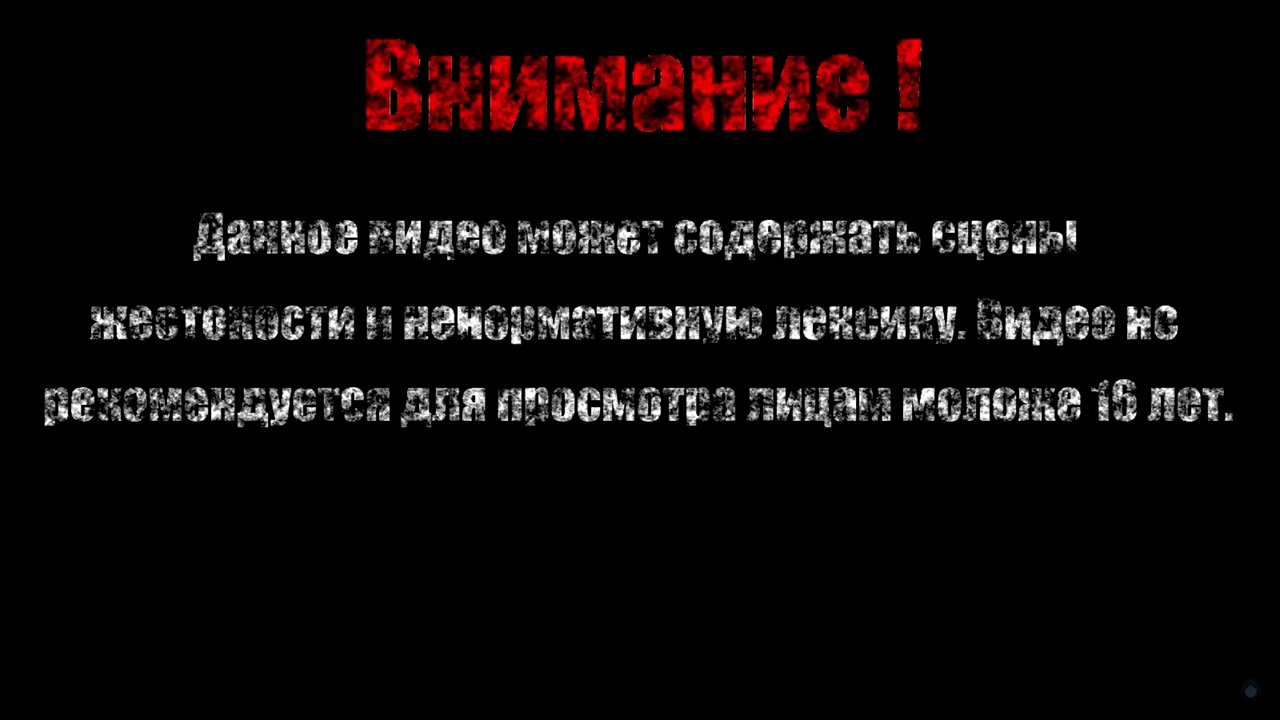 Внимание !
Данное видео может содержать сцены
жестокости и ненормативную лексику. Видео не
рекомендуется для просмотра лицам моложе 16 лет.